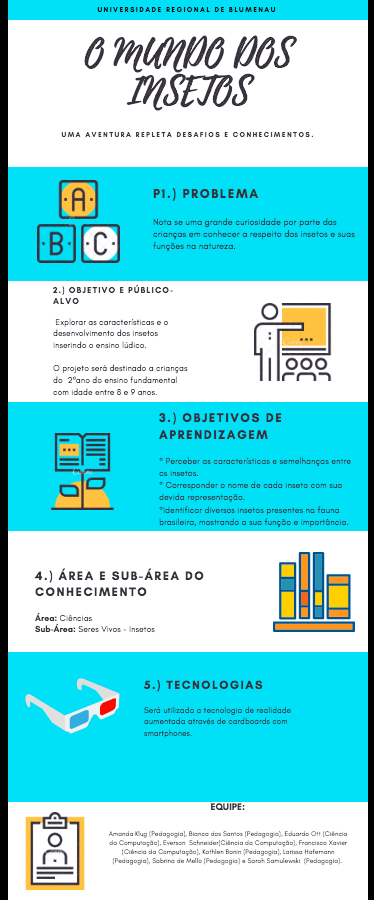 UNIVERSIDADE REGIONAL DE BLUMENAU
O MUNDO DOS
INSETOS
UMA AVENTURA REPLETA DESAFIOS E CONHECIMENTOS.
A
B C
P1.) PROBLEMA
Nota se uma grande curiosidade por parte das
crianças em conhecer a respeito dos insetos e suas
funções na natureza.
2.) OBJETIVO E PÚBLICO-
ALVO
Explorar as características e o
desenvolvimento dos insetos
inserindo o ensino lúdico.
O projeto será destinado a crianças
do 2°ano do ensino fundamental
com idade entre 8 e 9 anos.
3.) OBJETIVOS DE
APRENDIZAGEM
° Perceber as características e semelhanças entre
os insetos.
° Corresponder o nome de cada inseto com sua
devida representação.
°Identificar diversos insetos presentes na fauna
brasileira, mostrando a sua função e importância.
4.) ÁREA E SUB-ÁREA DO
CONHECIMENTO
Área: Ciências
Sub-Área: Seres Vivos - Insetos
5.) TECNOLOGIAS
Será utilizada a tecnologia de realidade
aumentada através de cardboards com
smartphones.
EQUIPE:
Amanda Klug (Pedagogia), Bianca dos Santos (Pedagogia), Eduardo Ott (Ciência
da Computação), Everson Schneider(Ciência da Computação), Francisco Xavier
(Ciência da Computação), Kathlen Bonin (Pedagogia), Larissa Hafemann
(Pedagogia), Sabrina de Mello (Pedagogia) e Sarah Samulewski (Pedagogia).